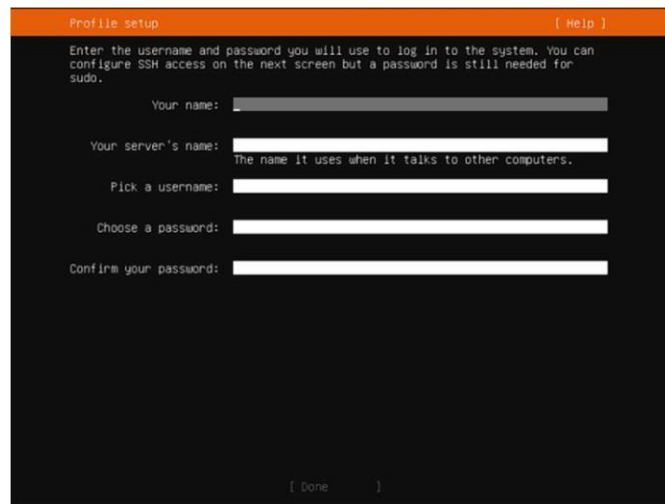 Profile setup [ Help ]
Enter the username and password you will use to log in to the system. You can
configure SSH access on the next screen but a password is still needed for
sudo.
Your name:
Your server's name:
The name it uses when it talks to other computers.
Pick a username:
Choose a password:
Confirm your password:
[ Done ]